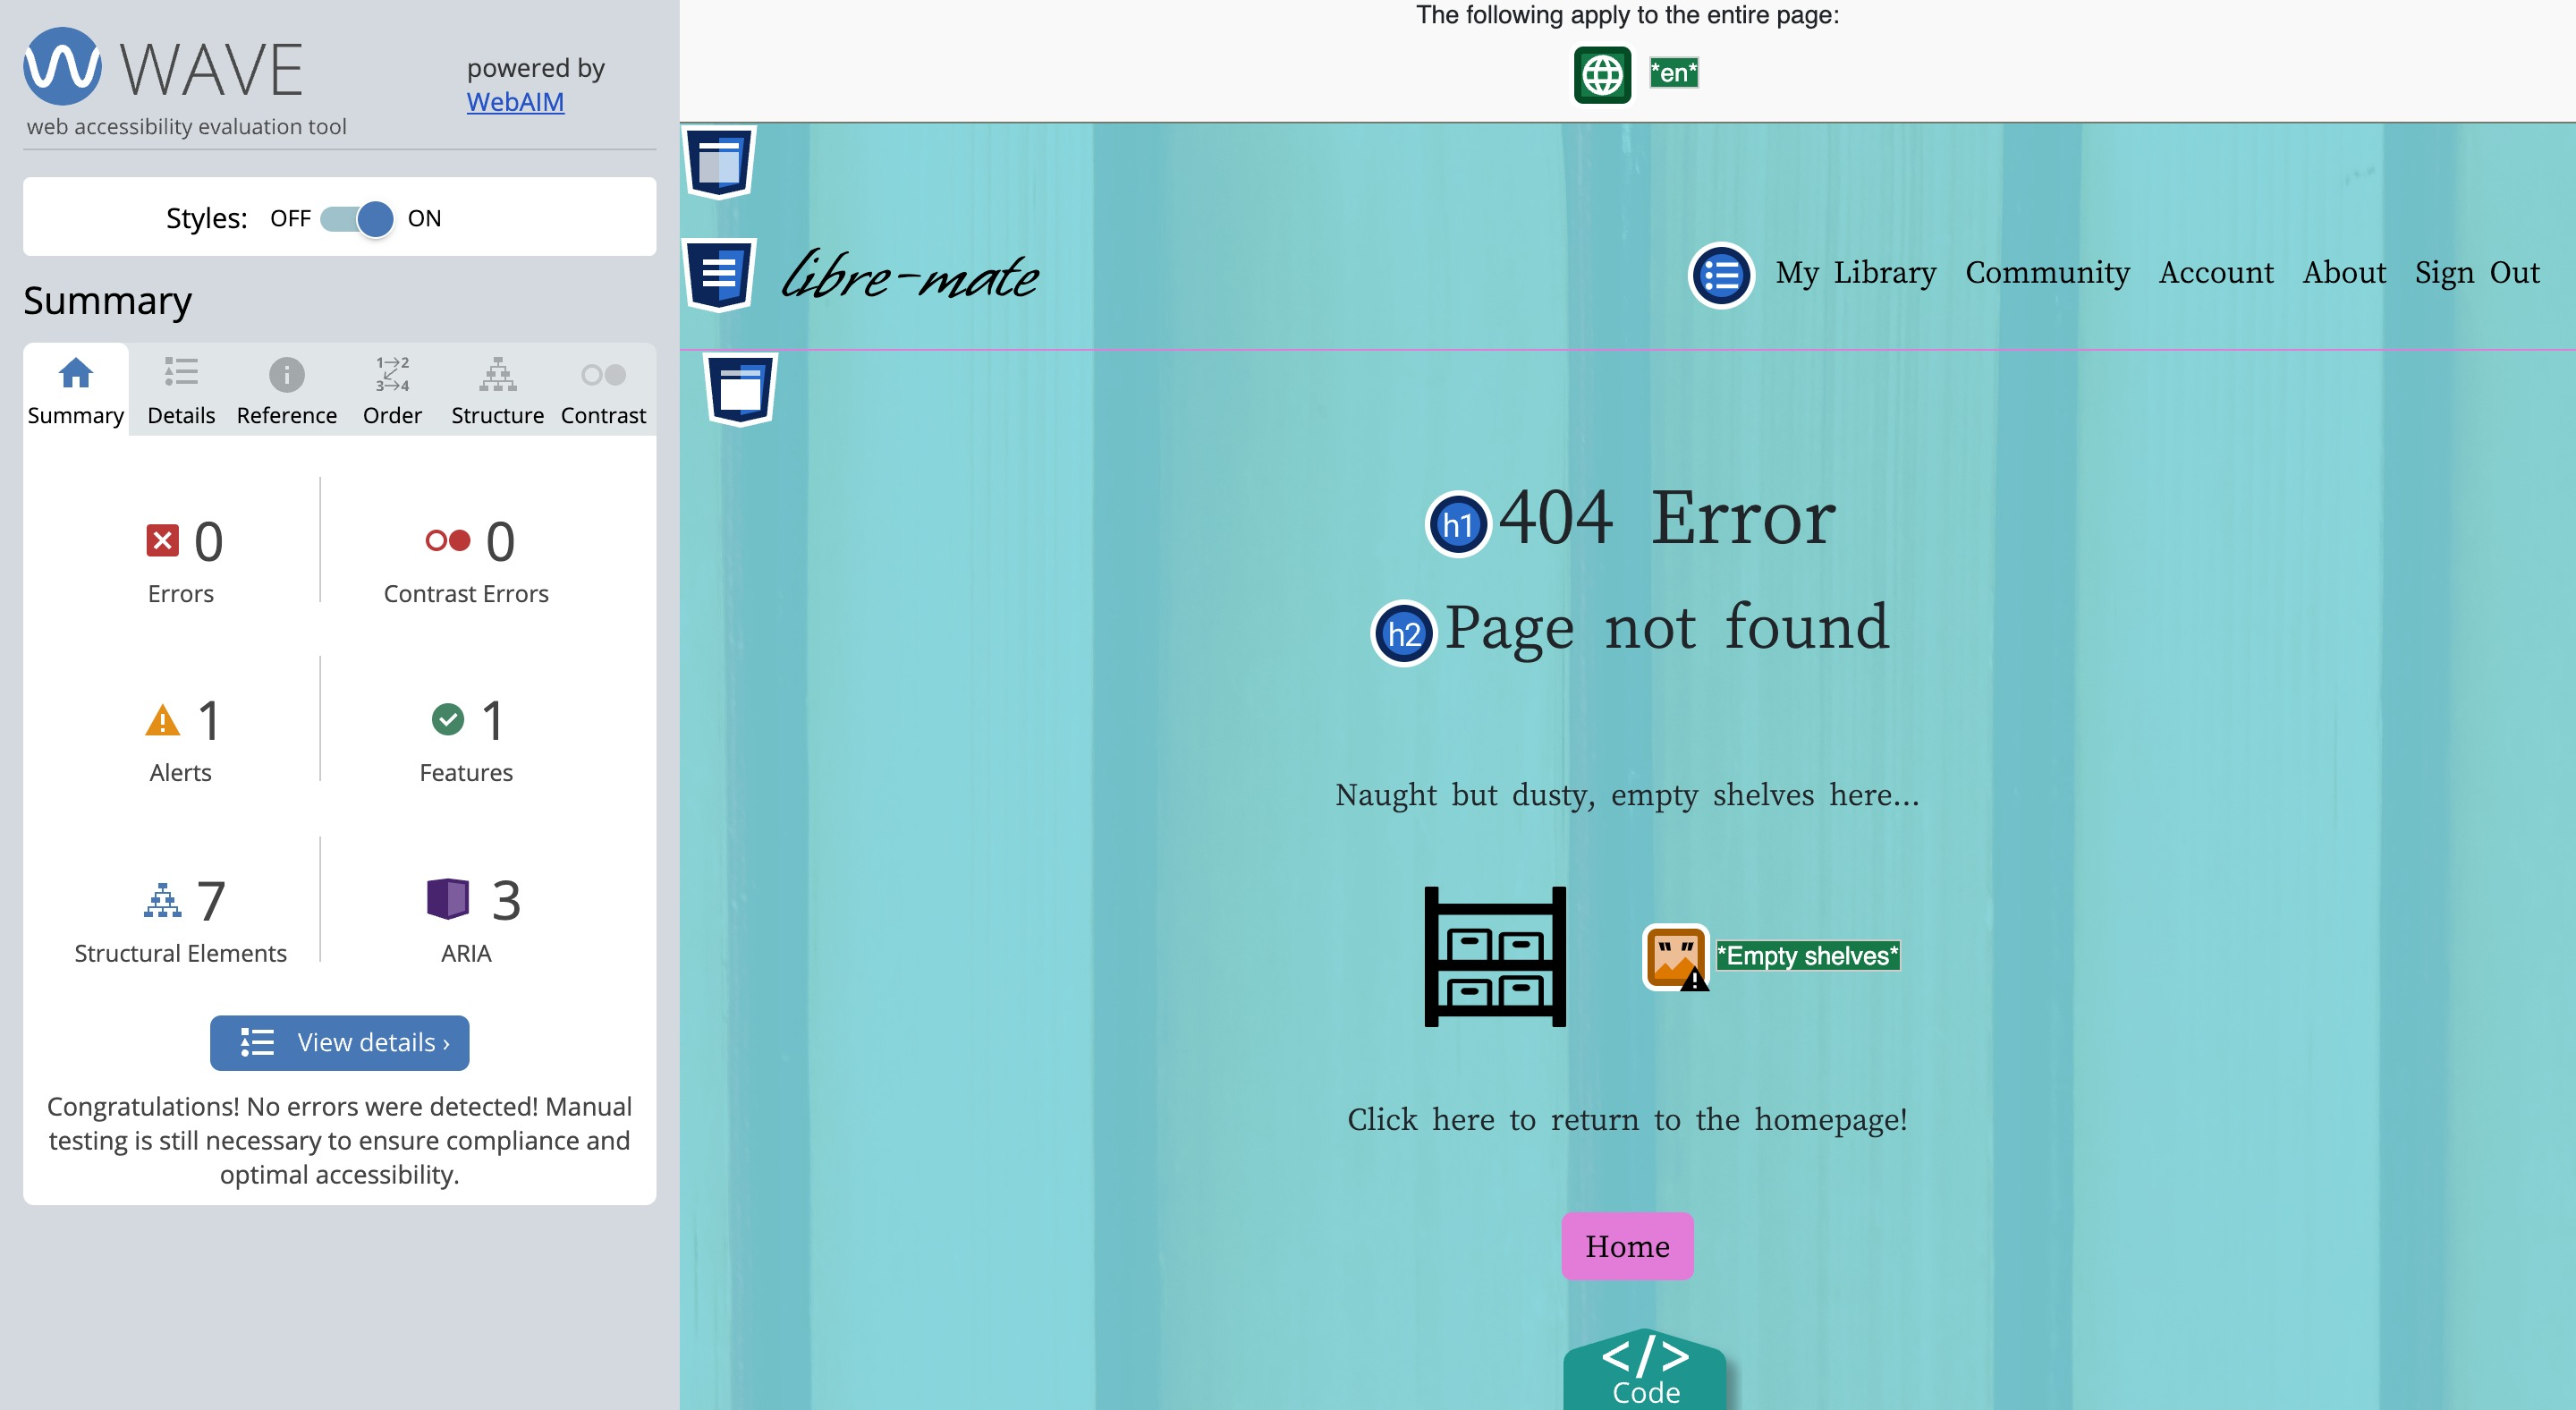 WAVE
powered by
WebAIM
web accessibility evaluation tool
Styles: OFF ON
Summary
Summary Details Reference Order Structure Contrast
1→2
3→4
0
Errors
0
Contrast Errors
1
Alerts
1
Features
7
Structural Elements
3
ARIA
View details ›
Congratulations! No errors were detected! Manual
testing is still necessary to ensure compliance and
optimal accessibility.
The following apply to the entire page:
*en*
libre-mate
My Library Community Account About Sign Out
h1 404 Error
h2 Page not found
Naught but dusty, empty shelves here...
*Empty shelves*
Click here to return to the homepage!
Home
</>
Code